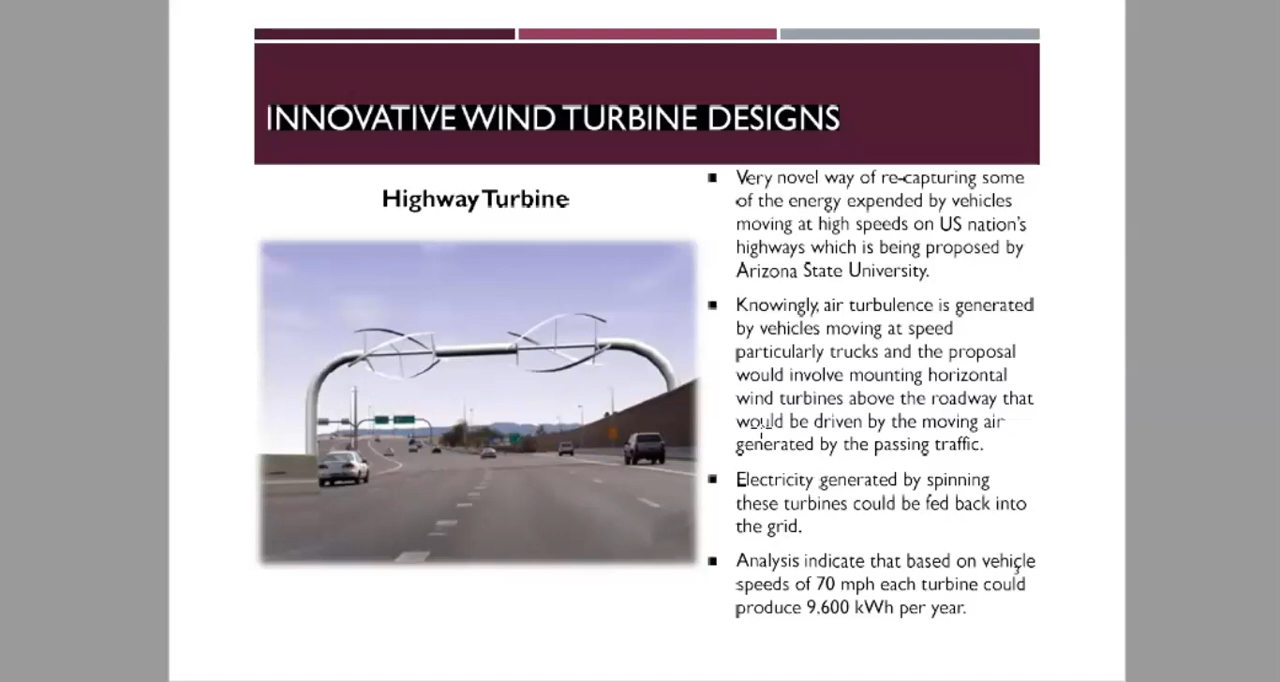 INNOVATIVE WIND TURBINE DESIGNS
Highway Turbine
Very novel way of re-capturing some
of the energy expended by vehicles
moving at high speeds on US nation's
highways which is being proposed by
Arizona State University.
Knowingly, air turbulence is generated
by vehicles moving at speed
particularly trucks and the proposal
would involve mounting horizontal
wind turbines above the roadway that
would be driven by the moving air
generated by the passing traffic.
Electricity generated by spinning
these turbines could be fed back into
the grid.
Analysis indicate that based on vehicle
speeds of 70 mph each turbine could
produce 9,600 kWh per year.